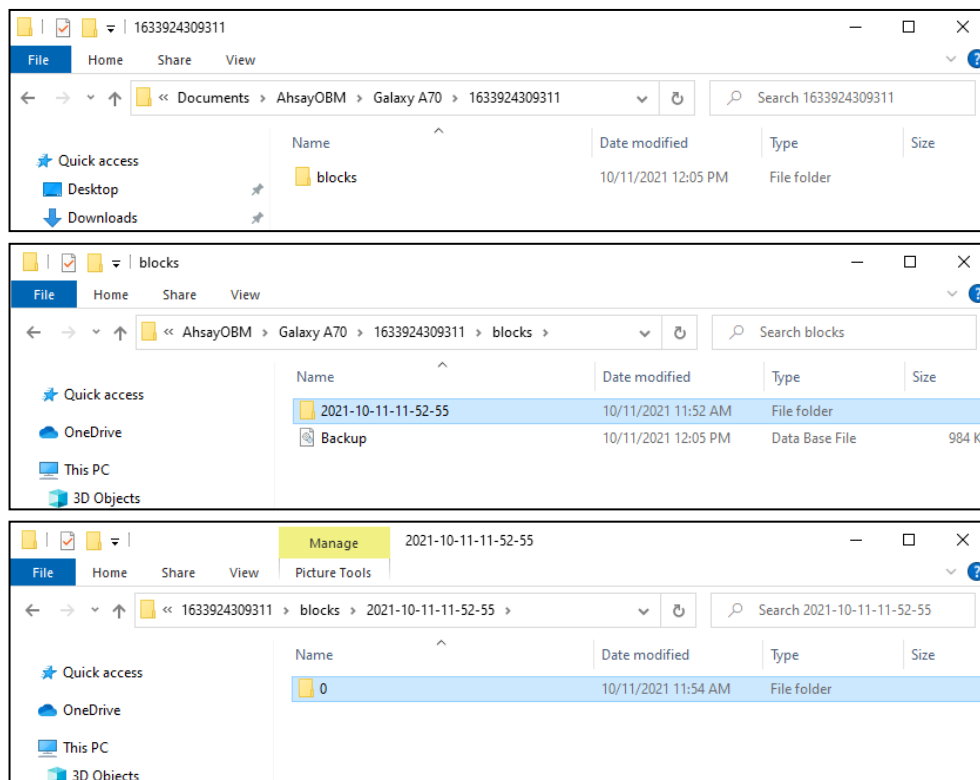 1633924309311
File Home Share View
« Documents > AhsayOBM > Galaxy A70 > 1633924309311 Search 1633924309311
Name Date modified Type Size
Quick access
blocks 10/11/2021 12:05 PM File folder
Desktop
Downloads
blocks
File Home Share View
« AhsayOBM > Galaxy A70 > 1633924309311 > blocks > Search blocks
Name Date modified Type Size
Quick access
2021-10-11-11-52-55 10/11/2021 11:52 AM File folder
OneDrive
Backup 10/11/2021 12:05 PM Data Base File 984 K
This PC
3D Objects
Manage 2021-10-11-11-52-55
File Home Share View Picture Tools
« 1633924309311 > blocks > 2021-10-11-11-52-55 > Search 2021-10-11-11-52-55
Name Date modified Type Size
Quick access
0 10/11/2021 11:54 AM File folder
OneDrive
This PC
3D Objects